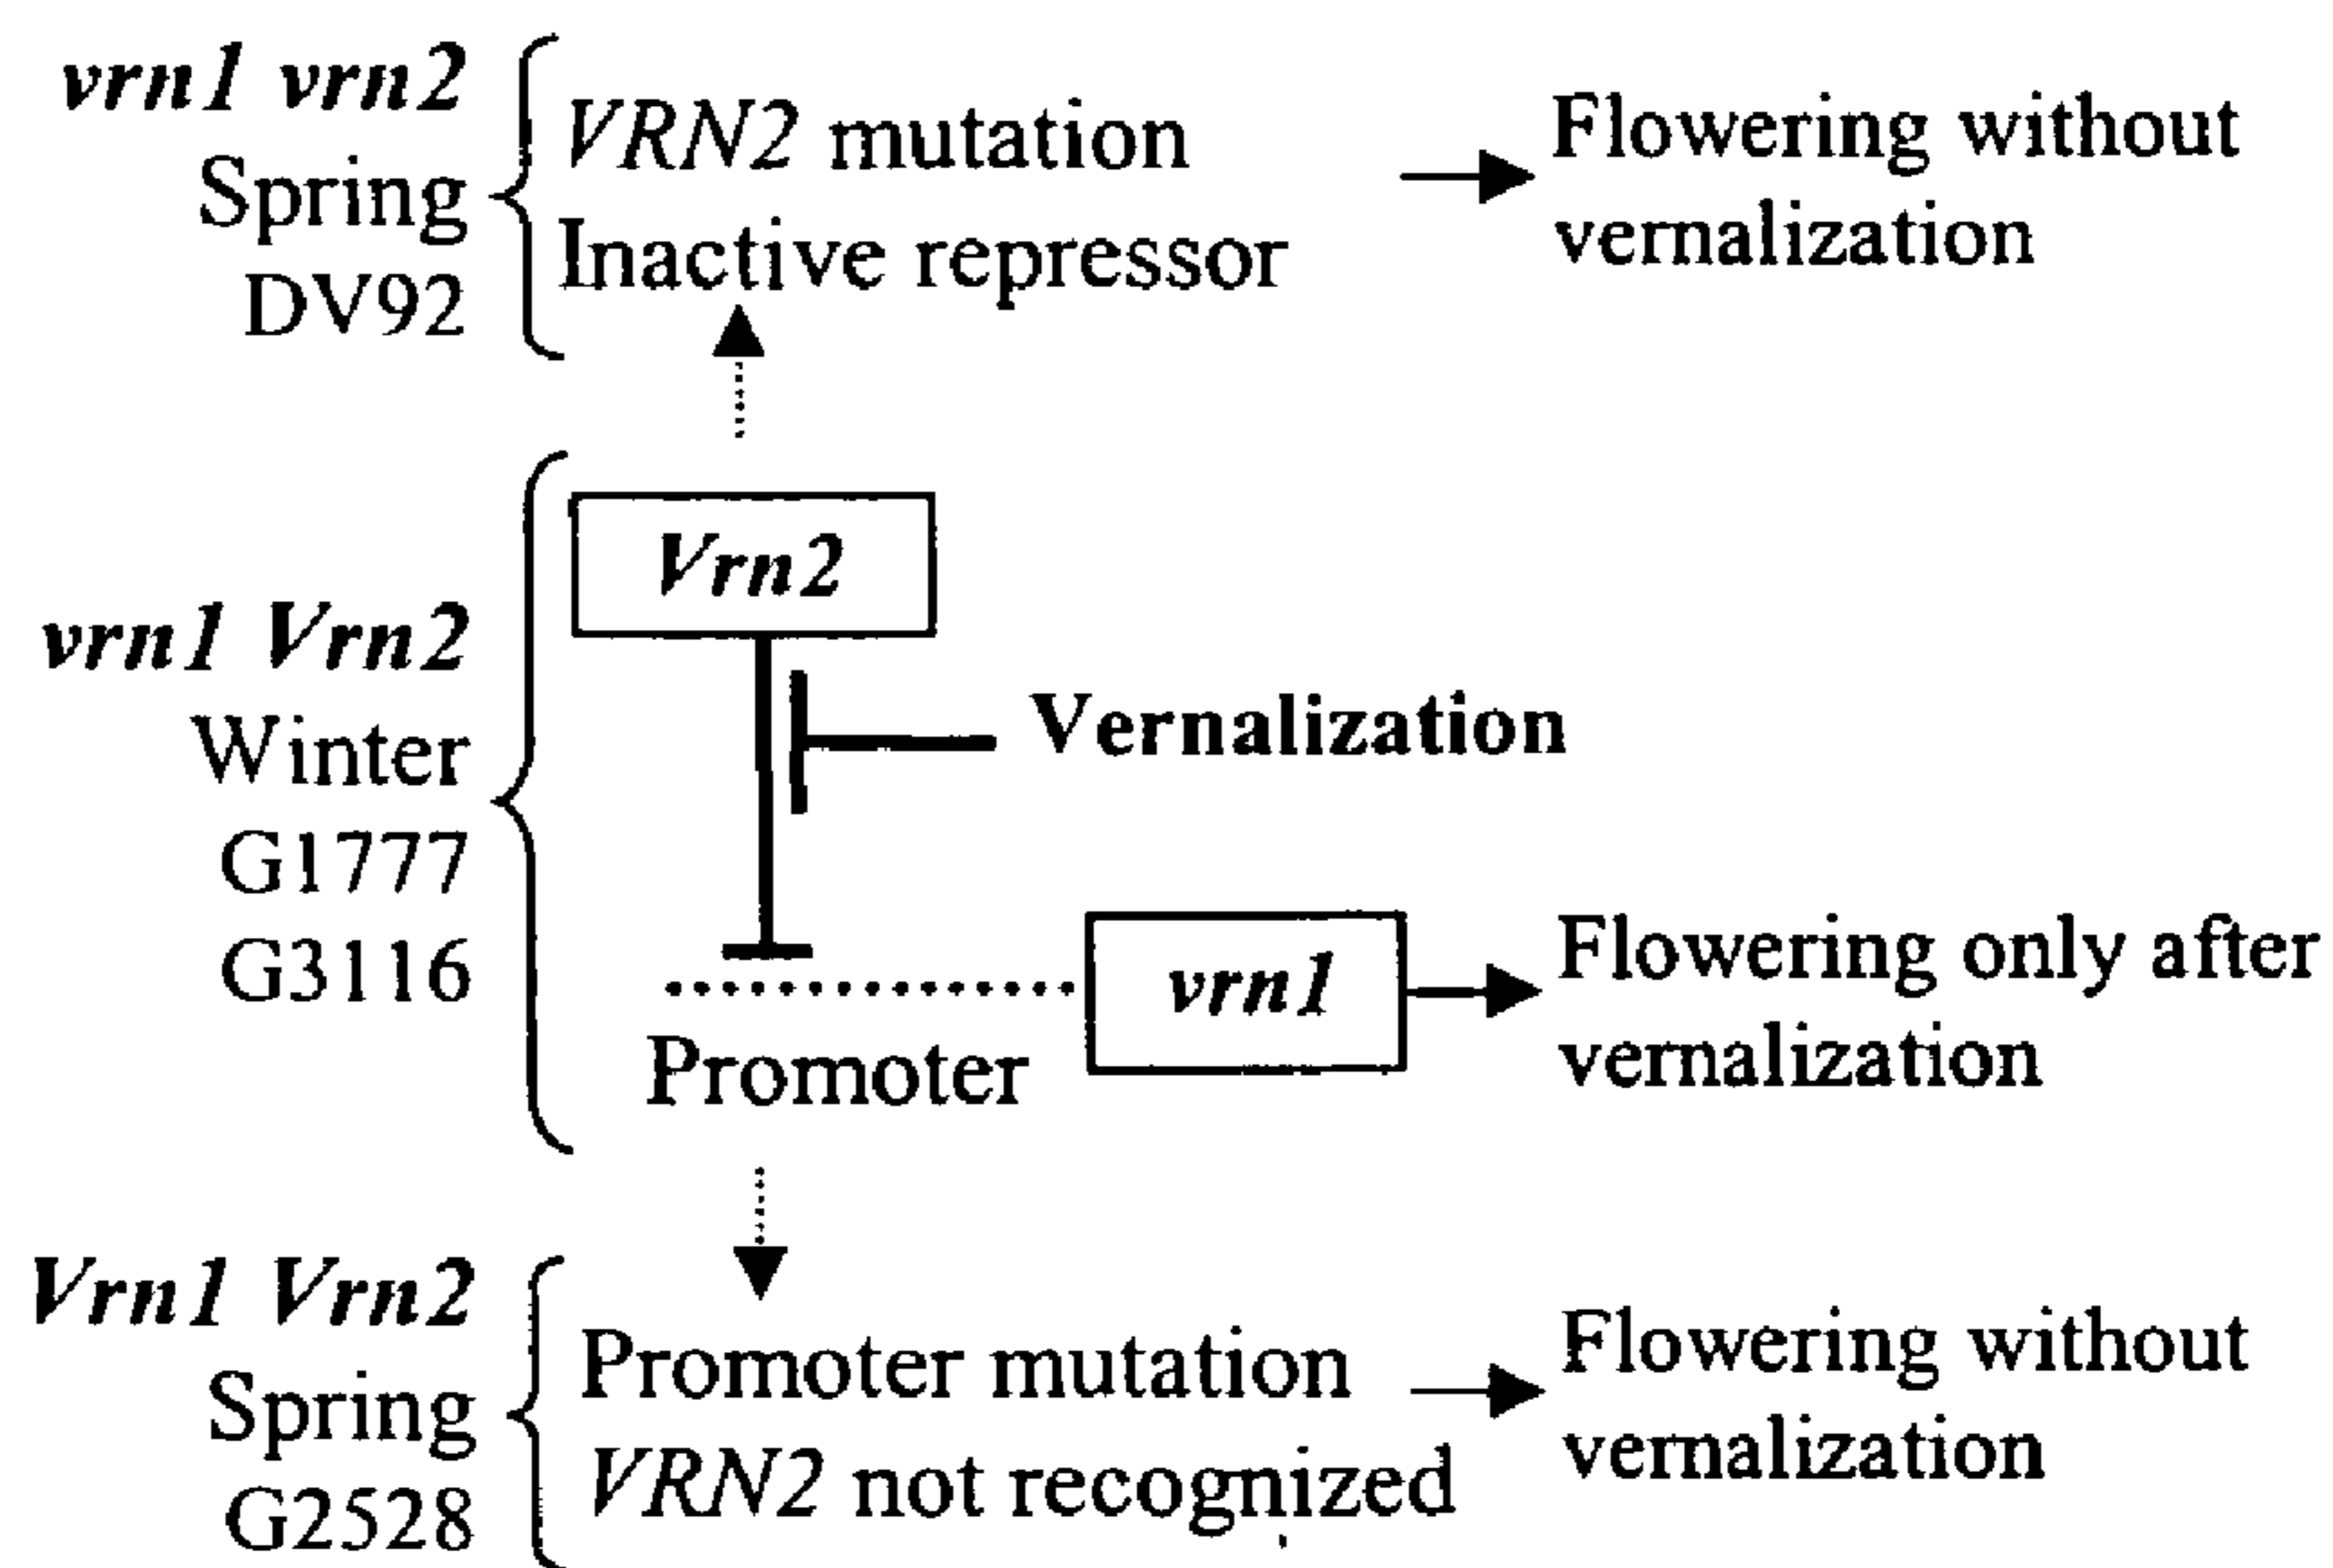 vrn1 vrn2
Spring
DV92
VRN2 mutation
Inactive repressor
Flowering without
vernalization
vrn1 Vrn2
Winter
G1777
G3116
Vrn2
Vernalization
Promoter
vrn1
Flowering only after
vernalization
Vrn1 Vrn2
Spring
G2528
Promoter mutation
VRN2 not recognized
Flowering without
vernalization